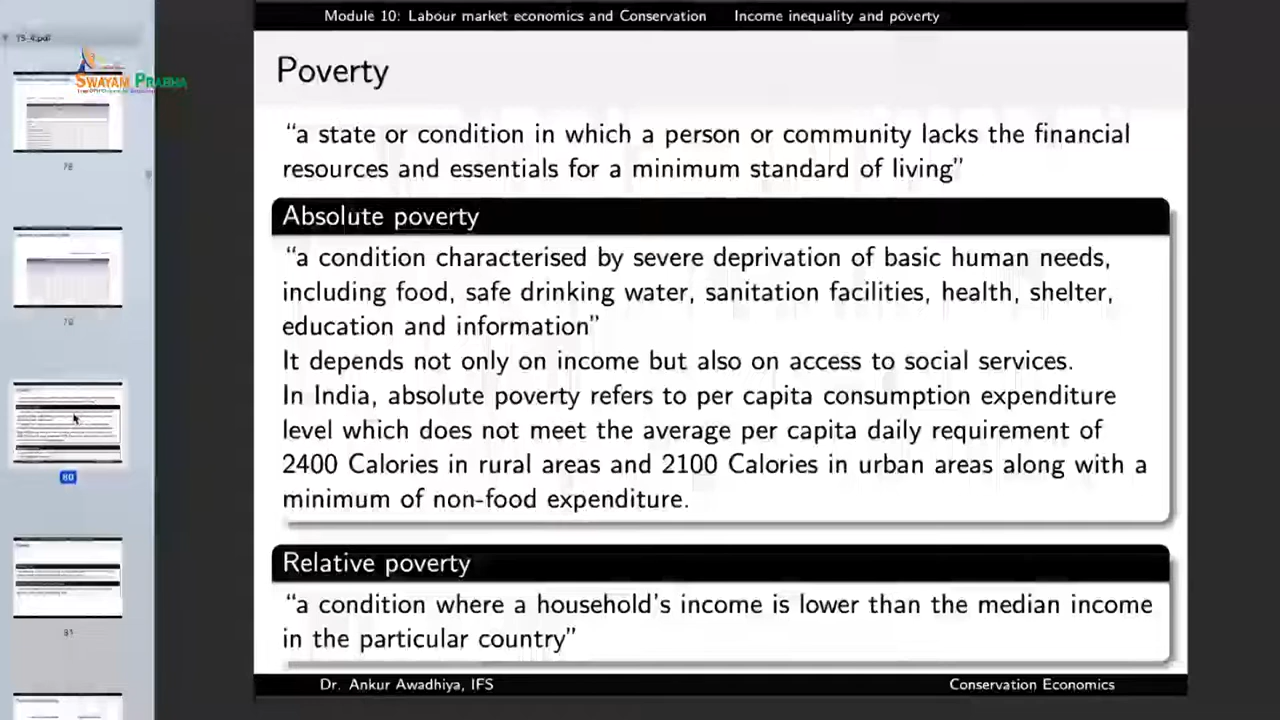 Module 10: Labour market economics and Conservation Income inequality and poverty
TS_4.pdf
SWAYAM PRABHA
Poverty
“a state or condition in which a person or community lacks the financial
resources and essentials for a minimum standard of living”
Absolute poverty
“a condition characterised by severe deprivation of basic human needs,
including food, safe drinking water, sanitation facilities, health, shelter,
education and information”
It depends not only on income but also on access to social services.
In India, absolute poverty refers to per capita consumption expenditure
level which does not meet the average per capita daily requirement of
2400 Calories in rural areas and 2100 Calories in urban areas along with a
minimum of non-food expenditure.
Relative poverty
“a condition where a household’s income is lower than the median income
in the particular country”
78
79
80
81
Dr. Ankur Awadhiya, IFS Conservation Economics